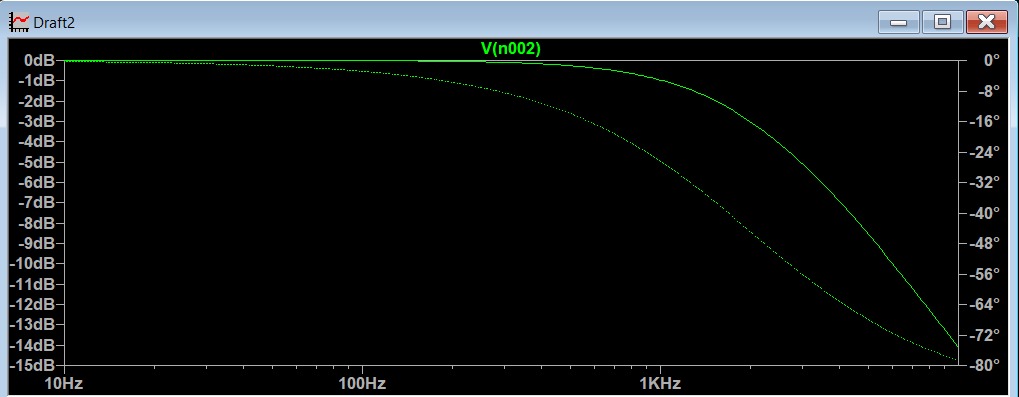 Draft2
V(n002)
0dB 0°
-1dB -8°
-2dB -16°
-3dB -24°
-4dB -32°
-5dB -40°
-6dB -48°
-7dB -56°
-8dB -64°
-9dB -72°
-10dB -80°
-11dB
-12dB
-13dB
-14dB
-15dB
10Hz 100Hz 1KHz